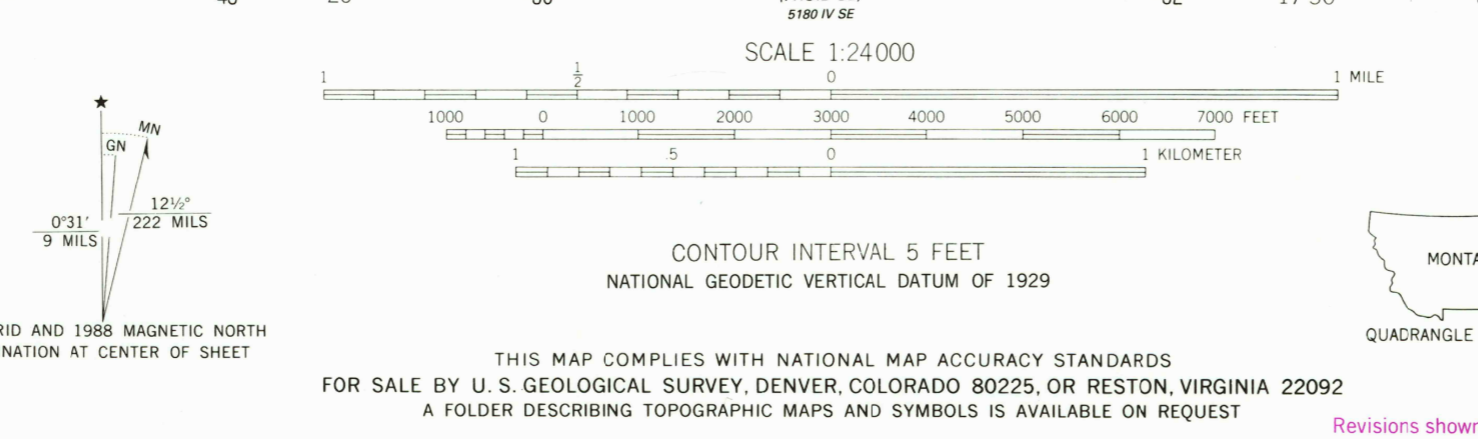 5180 IV SE
SCALE 1:24 000
1 ½ 0 1 MILE
1000 0 1000 2000 3000 4000 5000 6000 7000 FEET
1 .5 0 1 KILOMETER
★
MN
GN
12½°
222 MILS
0°31′
9 MILS
CONTOUR INTERVAL 5 FEET
NATIONAL GEODETIC VERTICAL DATUM OF 1929
MONTA
RID AND 1988 MAGNETIC NORTH
NATION AT CENTER OF SHEET
QUADRANGLE
THIS MAP COMPLIES WITH NATIONAL MAP ACCURACY STANDARDS
FOR SALE BY U. S. GEOLOGICAL SURVEY, DENVER, COLORADO 80225, OR RESTON, VIRGINIA 22092
A FOLDER DESCRIBING TOPOGRAPHIC MAPS AND SYMBOLS IS AVAILABLE ON REQUEST
Revisions shown